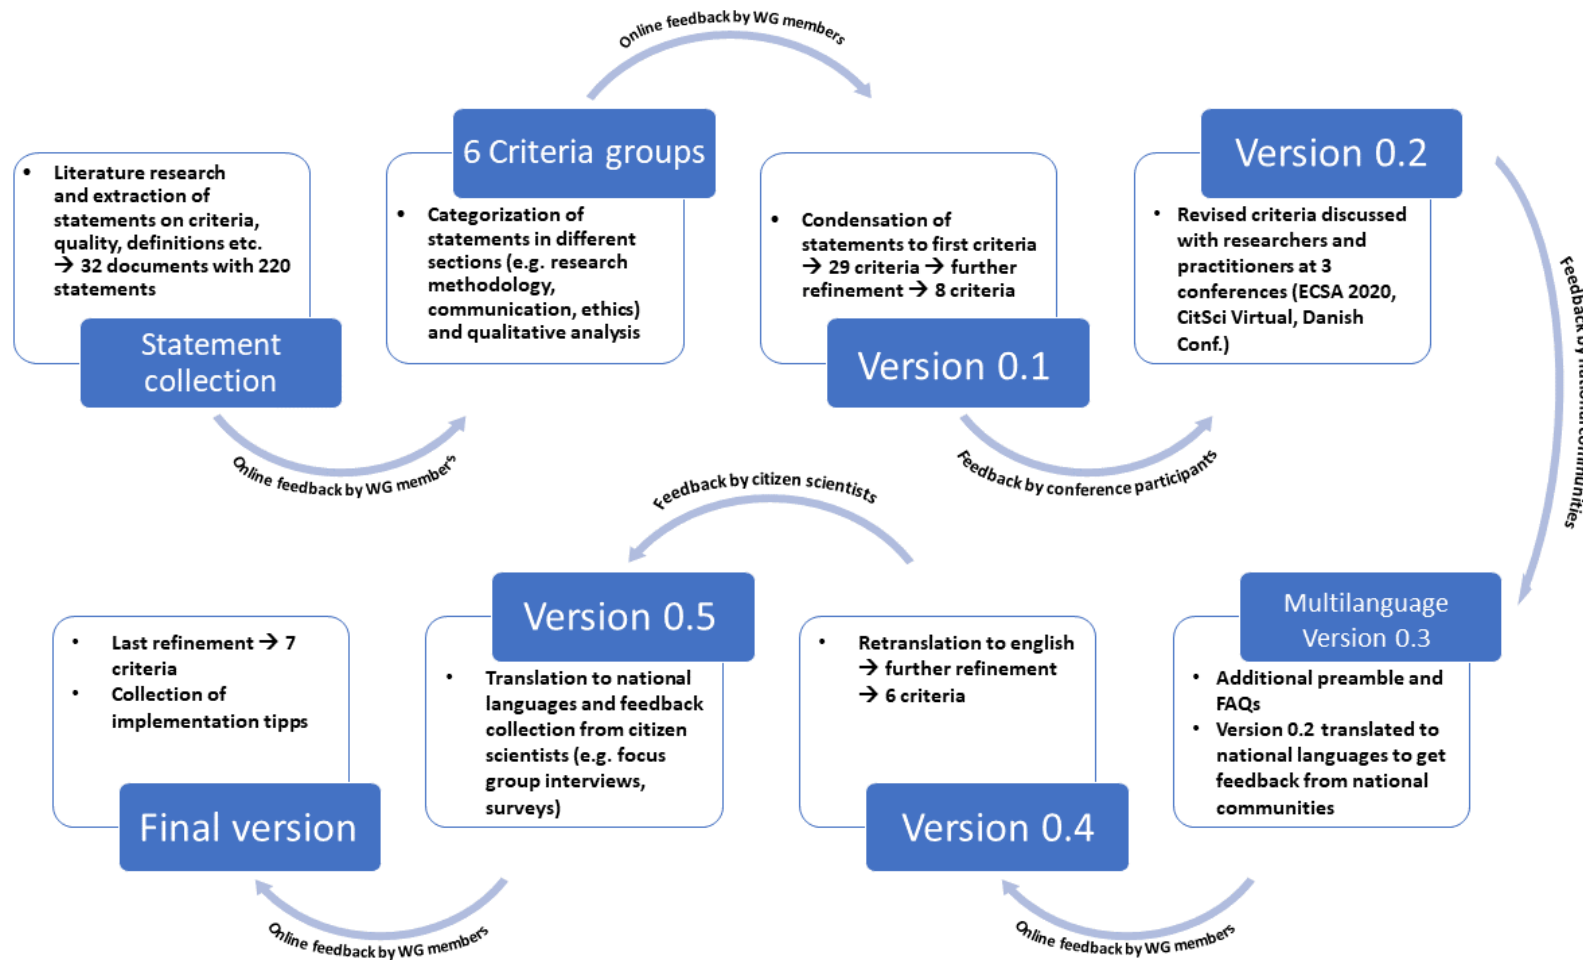 Online feedback by WG members
6 Criteria groups
Version 0.2
• Literature research
and extraction of
statements on criteria,
quality, definitions etc.
→ 32 documents with 220
statements
Statement
collection
• Categorization of
statements in different
sections (e.g. research
methodology,
communication, ethics)
and qualitative analysis
• Condensation of
statements to first criteria
→ 29 criteria → further
refinement → 8 criteria
Version 0.1
• Revised criteria discussed
with researchers and
practitioners at 3
conferences (ECSA 2020,
CitSci Virtual, Danish
Conf.)
Feedback by national communities
Online feedback by WG members
Feedback by conference participants
Feedback by citizen scientists
Multilanguage
Version 0.3
• Additional preamble and
FAQs
• Version 0.2 translated to
national languages to get
feedback from national
communities
• Retranslation to english
→ further refinement
→ 6 criteria
Version 0.4
Version 0.5
• Translation to national
languages and feedback
collection from citizen
scientists (e.g. focus
group interviews,
surveys)
• Last refinement → 7
criteria
• Collection of
implementation tipps
Final version
Online feedback by WG members
Online feedback by WG members